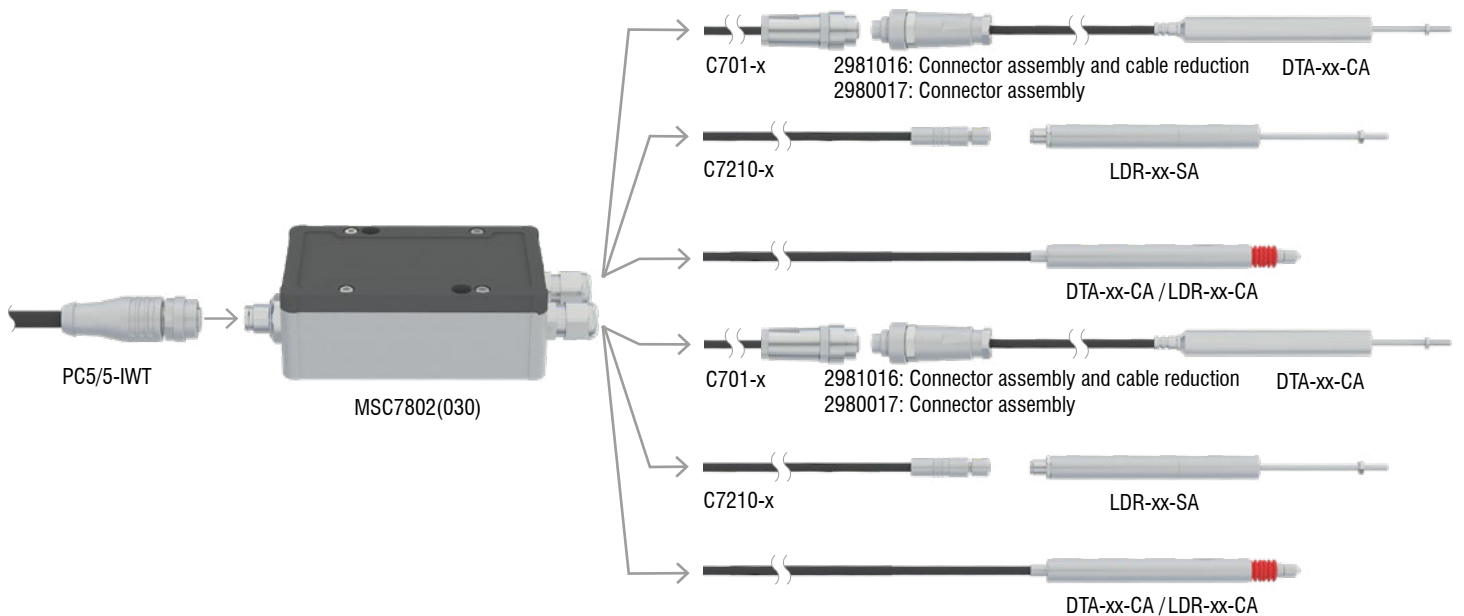 C701-x
2981016: Connector assembly and cable reduction
2980017: Connector assembly
DTA-xx-CA
C7210-x
LDR-xx-SA
DTA-xx-CA / LDR-xx-CA
PC5/5-IWT
MSC7802(030)
C701-x
2981016: Connector assembly and cable reduction
2980017: Connector assembly
DTA-xx-CA
C7210-x
LDR-xx-SA
DTA-xx-CA / LDR-xx-CA